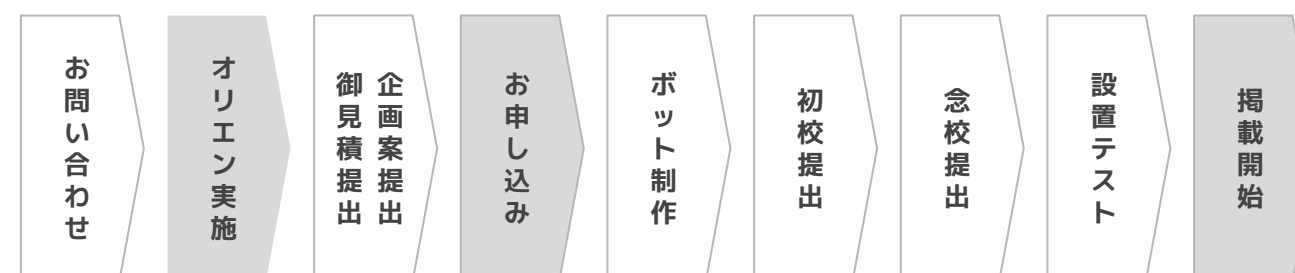 お問い合わせ
オリエン実施
企画案提出
御見積提出
お申し込み
ボット制作
初校提出
念校提出
設置テスト
掲載開始